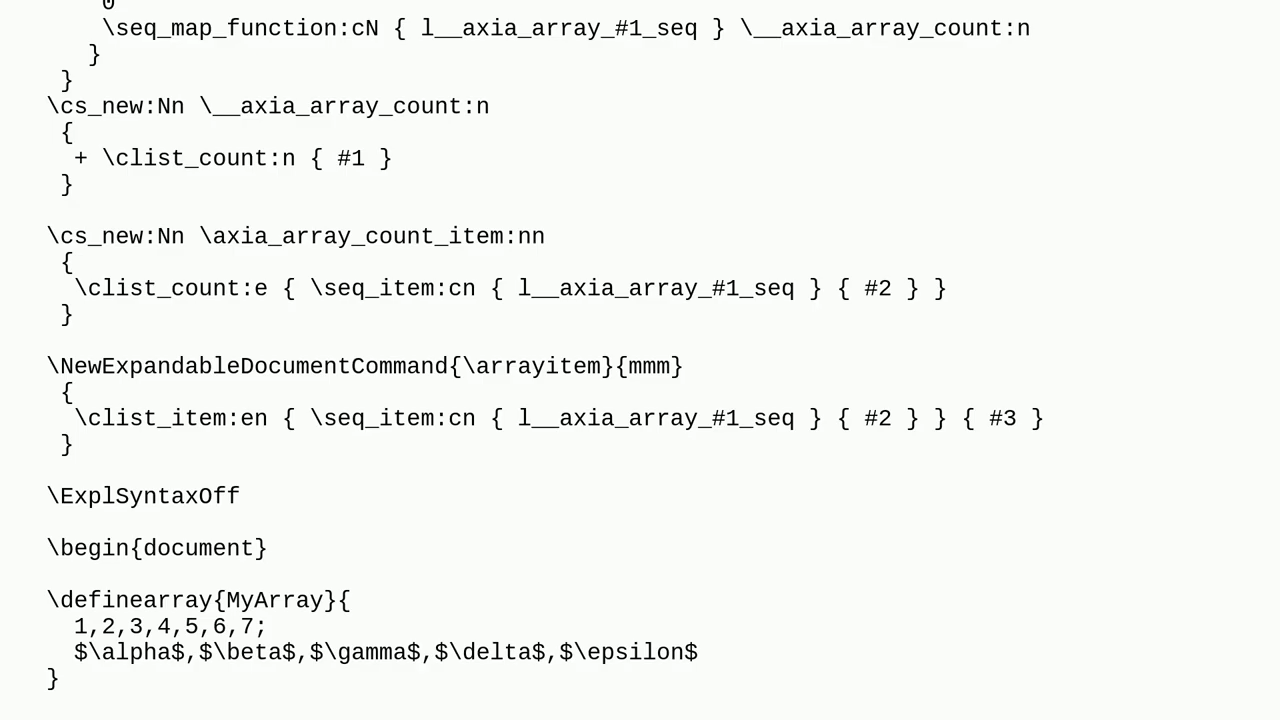 0
\seq_map_function:cN { l__axia_array_#1_seq } \__axia_array_count:n
}
}
\cs_new:Nn \__axia_array_count:n
{
+ \clist_count:n { #1 }
}
\cs_new:Nn \axia_array_count_item:nn
{
\clist_count:e { \seq_item:cn { l__axia_array_#1_seq } { #2 } }
}
\NewExpandableDocumentCommand{\arrayitem}{mmm}
{
\clist_item:en { \seq_item:cn { l__axia_array_#1_seq } { #2 } } { #3 }
}
\ExplSyntaxOff
\begin{document}
\definearray{MyArray}{
1,2,3,4,5,6,7;
$\alpha$,$\beta$,$\gamma$,$\delta$,$\epsilon$
}